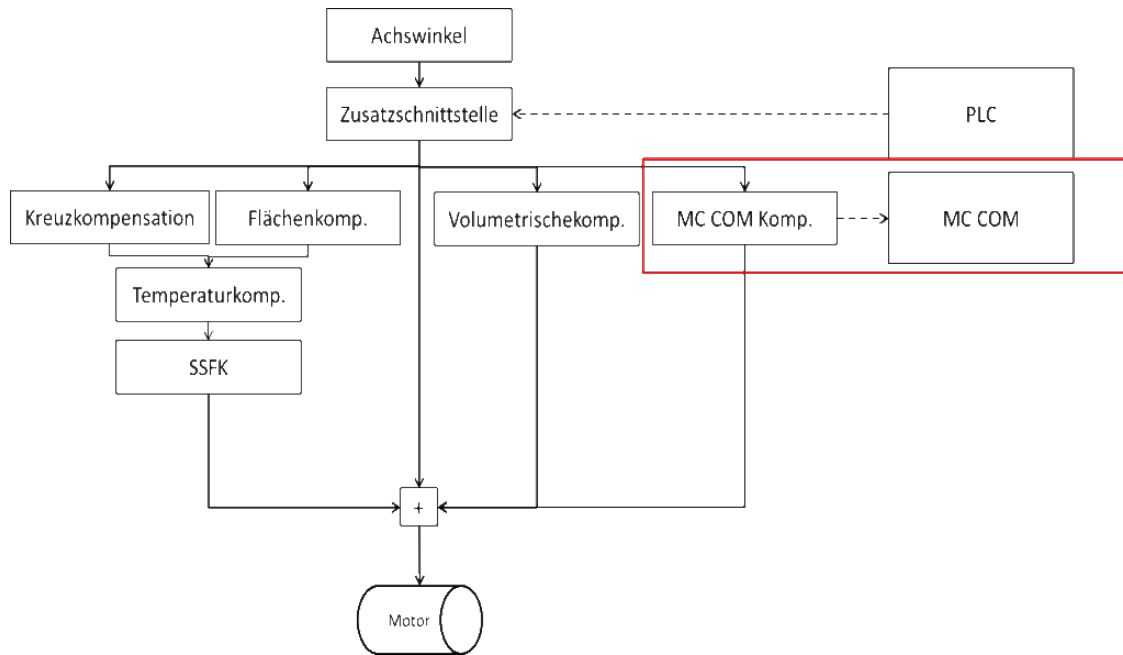 Achswinkel
Zusatzschnittstelle
PLC
Kreuzkompensation
Flächenkomp.
Volumetrischekomp.
MC COM Komp.
MC COM
Temperaturkomp.
SSFK
+
Motor